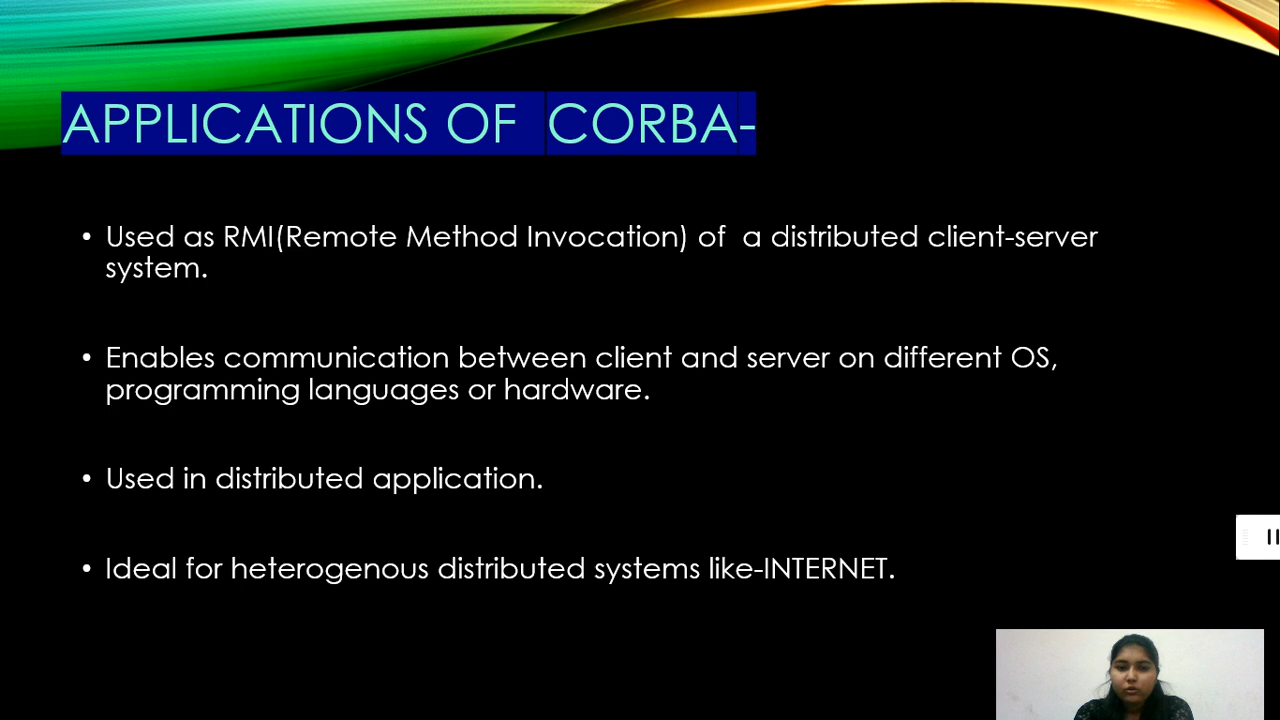 APPLICATIONS OF CORBA-
• Used as RMI(Remote Method Invocation) of a distributed client-server
system.
• Enables communication between client and server on different OS,
programming languages or hardware.
• Used in distributed application.
• Ideal for heterogenous distributed systems like-INTERNET.